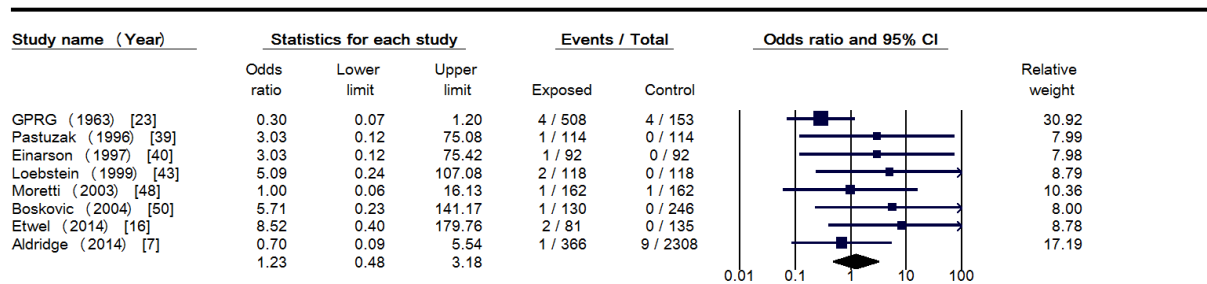 Study name (Year) Statistics for each study Events / Total Odds ratio and 95% CI
Odds ratio Lower limit Upper limit Exposed Control Relative weight
GPRG (1963) [23] 0.30 0.07 1.20 4 / 508 4 / 153 30.92
Pastuzak (1996) [39] 3.03 0.12 75.08 1 / 114 0 / 114 7.99
Einarson (1997) [40] 3.03 0.12 75.42 1 / 92 0 / 92 7.98
Loebstein (1999) [43] 5.09 0.24 107.08 2 / 118 0 / 118 8.79
Moretti (2003) [48] 1.00 0.06 16.13 1 / 162 1 / 162 10.36
Boskovic (2004) [50] 5.71 0.23 141.17 1 / 130 0 / 246 8.00
Etwel (2014) [16] 8.52 0.40 179.76 2 / 81 0 / 135 8.78
Aldridge (2014) [7] 0.70 0.09 5.54 1 / 366 9 / 2308 17.19
1.23 0.48 3.18
0.01 0.1 1 10 100